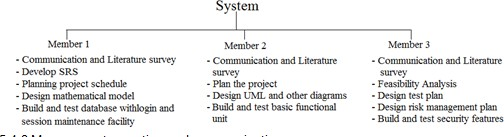 System
Member 1
- Communication and Literature survey
- Develop SRS
- Planning project schedule
- Design mathematical model
- Build and test database withlogin and
session maintenance facility
Member 2
- Communication and Literature
survey
- Plan the project
- Design UML and other diagrams
- Build and test basic functional
unit
Member 3
- Communication and Literature
survey
- Feasibility Analysis
- Design test plan
- Design risk management plan
- Build and test security features